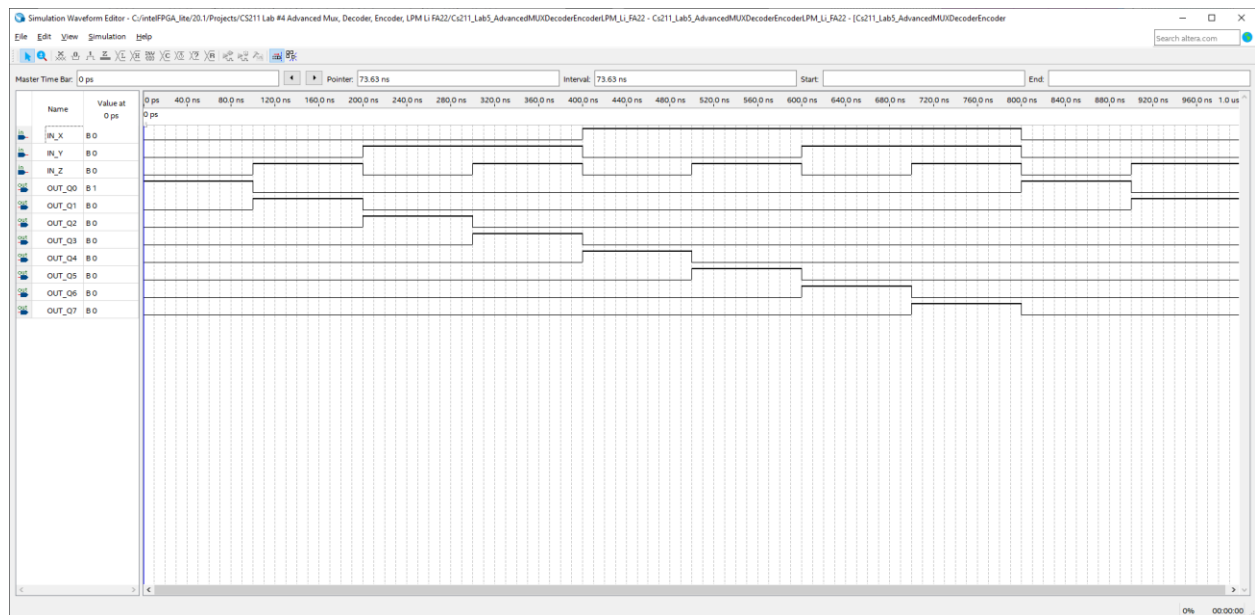 Simulation Waveform Editor - C:/intelFPGA_lite/20.1/Projects/CS211 Lab #4 Advanced Mux, Decoder, Encoder, LPM Li FA22/Cs211_Lab5_AdvancedMUXDecoderEncoderLPM_Li_FA22 - Cs211_Lab5_AdvancedMUXDecoderEncoderLPM_Li_FA22 - [Cs211_Lab5_AdvancedMUXDecoderEncoder
File Edit View Simulation Help
Search altera.com
Master Time Bar: 0 ps Pointer: 73.63 ns Interval: 73.63 ns Start: End:
Name Value at 0 ps
0 ps 40.0 ns 80.0 ns 120.0 ns 160.0 ns 200.0 ns 240.0 ns 280.0 ns 320.0 ns 360.0 ns 400.0 ns 440.0 ns 480.0 ns 520.0 ns 560.0 ns 600.0 ns 640.0 ns 680.0 ns 720.0 ns 760.0 ns 800.0 ns 840.0 ns 880.0 ns 920.0 ns 960.0 ns 1.0 us
0 ps
IN_X B 0
IN_Y B 0
IN_Z B 0
OUT_Q0 B 1
OUT_Q1 B 0
OUT_Q2 B 0
OUT_Q3 B 0
OUT_Q4 B 0
OUT_Q5 B 0
OUT_Q6 B 0
OUT_Q7 B 0
0% 00:00:00